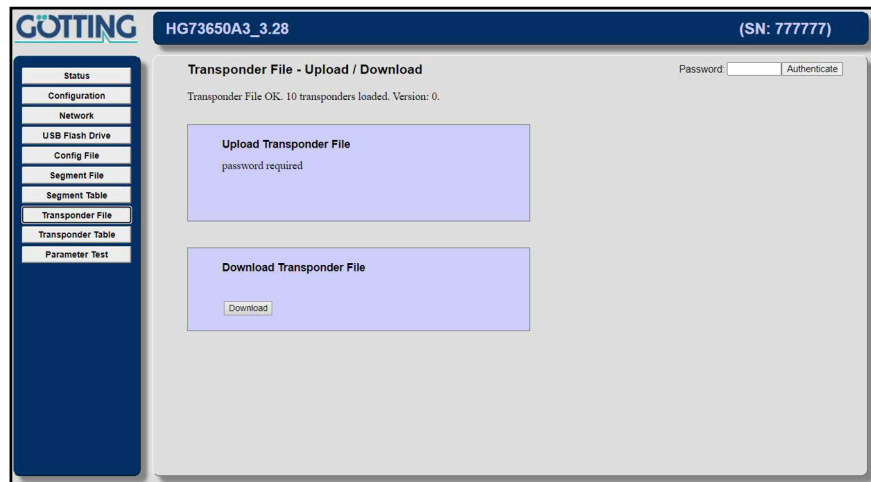 GÖTTING
HG73650A3_3.28
(SN: 777777)
Status
Configuration
Network
USB Flash Drive
Config File
Segment File
Segment Table
Transponder File
Transponder Table
Parameter Test
Transponder File - Upload / Download
Password:
Authenticate
Transponder File OK. 10 transponders loaded. Version: 0.
Upload Transponder File
password required
Download Transponder File
Download